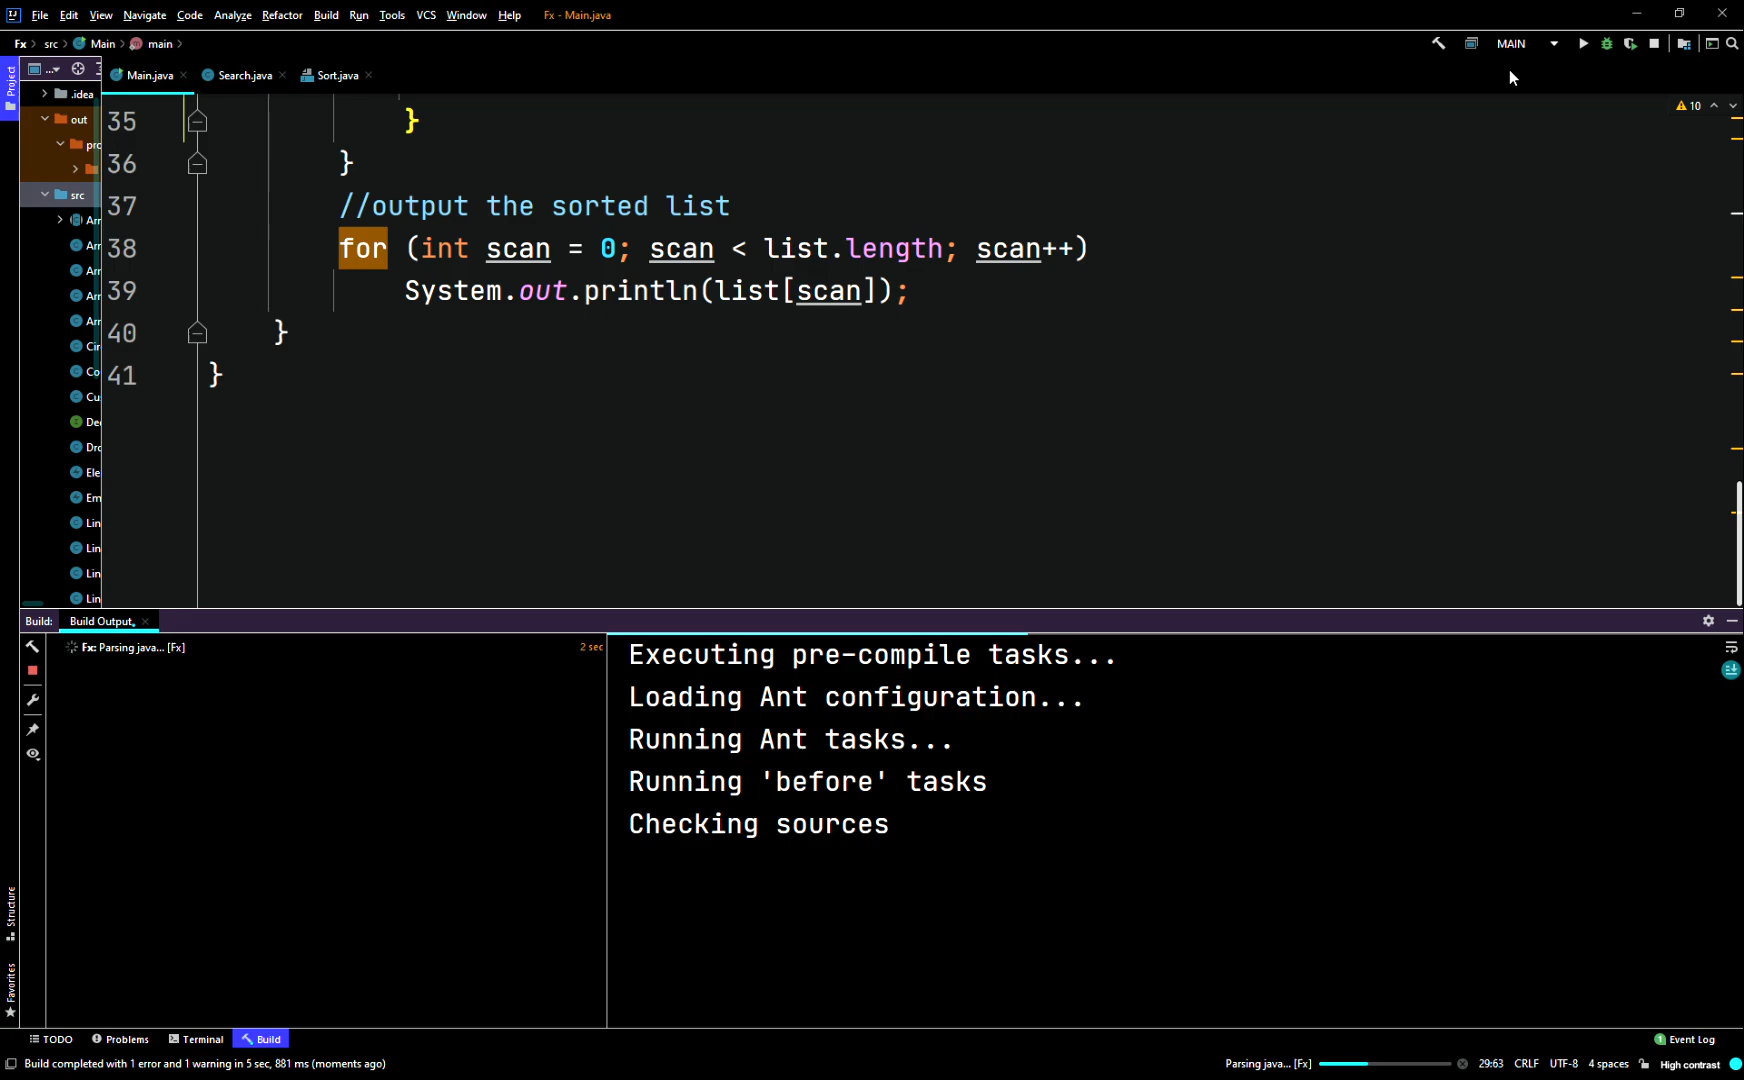 File Edit View Navigate Code Analyze Refactor Build Run Tools VCS Window Help Fx - Main.java
Fx src Main main MAIN
Project
Main.java Search.java Sort.java
10
.idea
out
src
35 }
36 }
37 //output the sorted list
38 for (int scan = 0; scan < list.length; scan++)
39 System.out.println(list[scan]);
40 }
41 }
Build: Build Output
Fx: Parsing java... [Fx] 2 sec
Executing pre-compile tasks...
Loading Ant configuration...
Running Ant tasks...
Running 'before' tasks
Checking sources
Structure
Favorites
TODO Problems Terminal Build 1 Event Log
Build completed with 1 error and 1 warning in 5 sec, 881 ms (moments ago) Parsing java... [Fx] 29:63 CRLF UTF-8 4 spaces High contrast